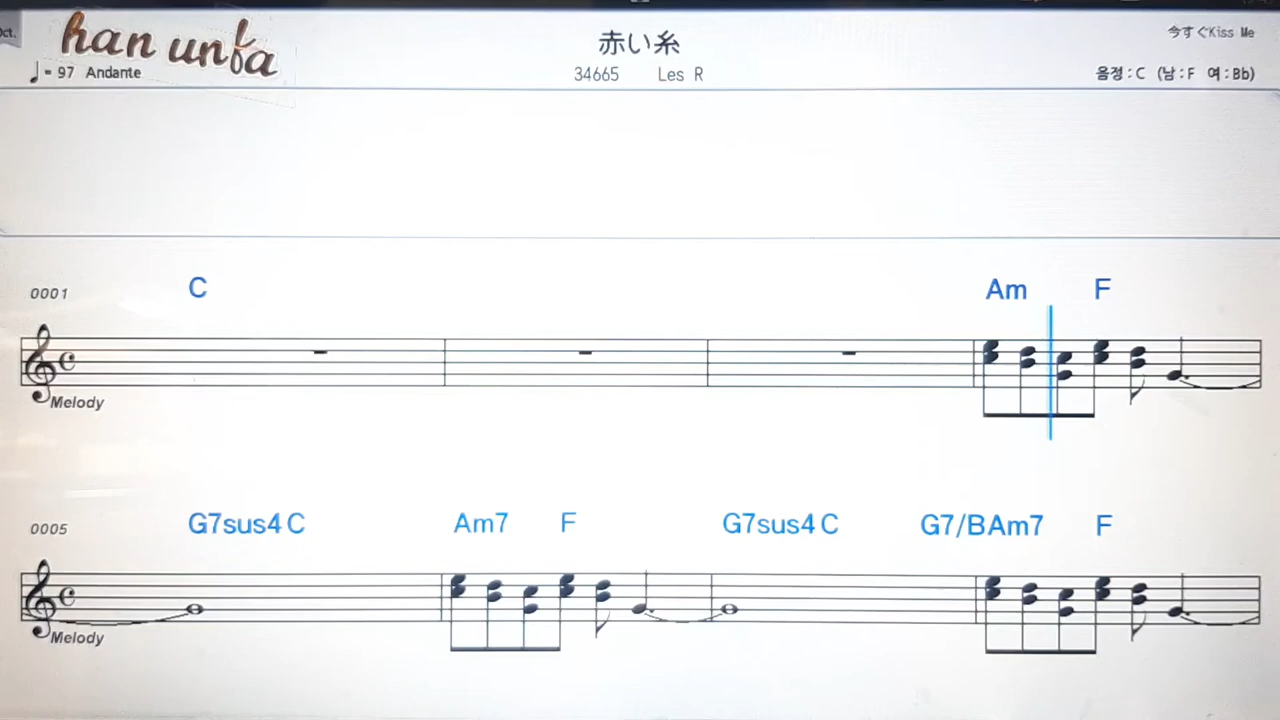 Oct.
han unfa
赤い糸
今すぐKiss Me
♩= 97 Andante
34665 Les R
음정:C (남:F 여:Bb)
0001 C Am F
Melody
0005 G7sus4 C Am7 F G7sus4 C G7/B Am7 F
Melody